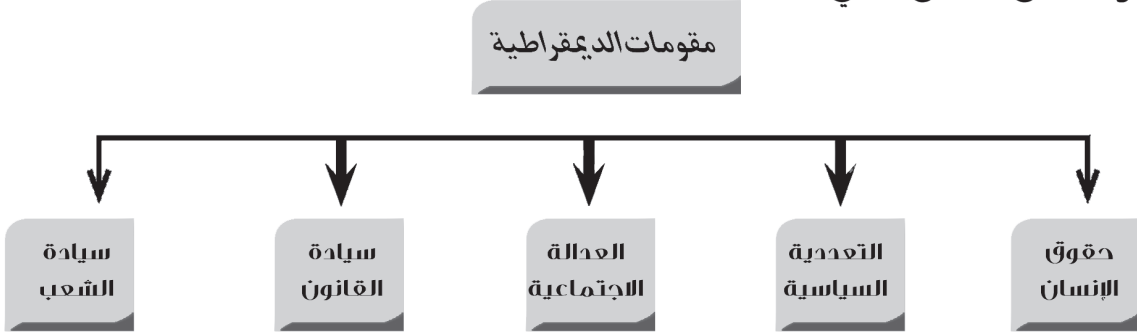 مقومات الديمقراطية
حقوق
الإنسان
التعددية
السياسية
العدالة
الاجتماعية
سيادة
القانون
سيادة
الشعب